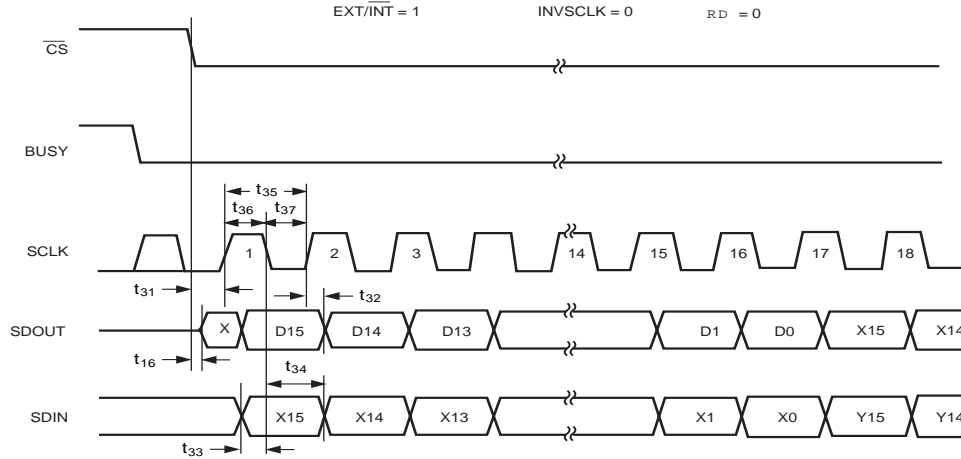 EXT/INT = 1 INVSCLK = 0 RD = 0
CS
BUSY
t35
t36 t37
SCLK 1 2 3 14 15 16 17 18
t31 t32
SDOUT X D15 D14 D13 D1 D0 X15 X14
t16 t34
SDIN X15 X14 X13 X1 X0 Y15 Y14
t33